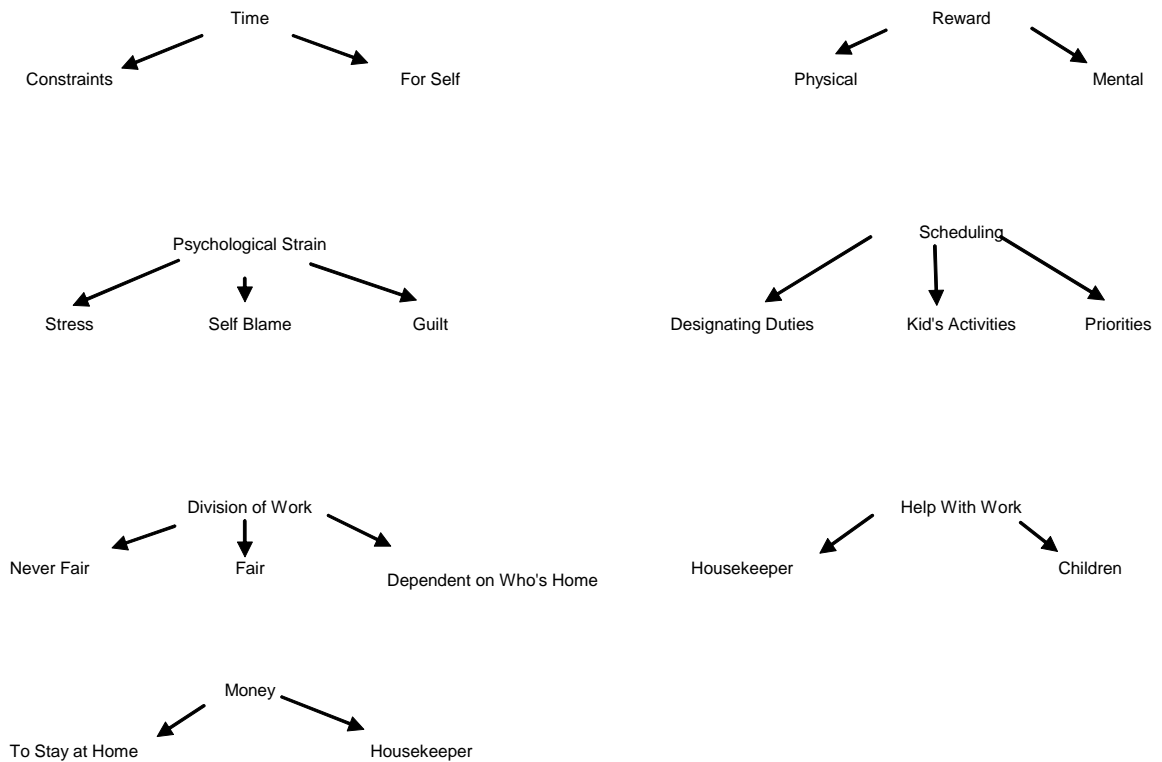 Time
Constraints
For Self
Reward
Physical
Mental
Psychological Strain
Stress
Self Blame
Guilt
Scheduling
Designating Duties
Kid's Activities
Priorities
Division of Work
Never Fair
Fair
Dependent on Who's Home
Help With Work
Housekeeper
Children
Money
To Stay at Home
Housekeeper